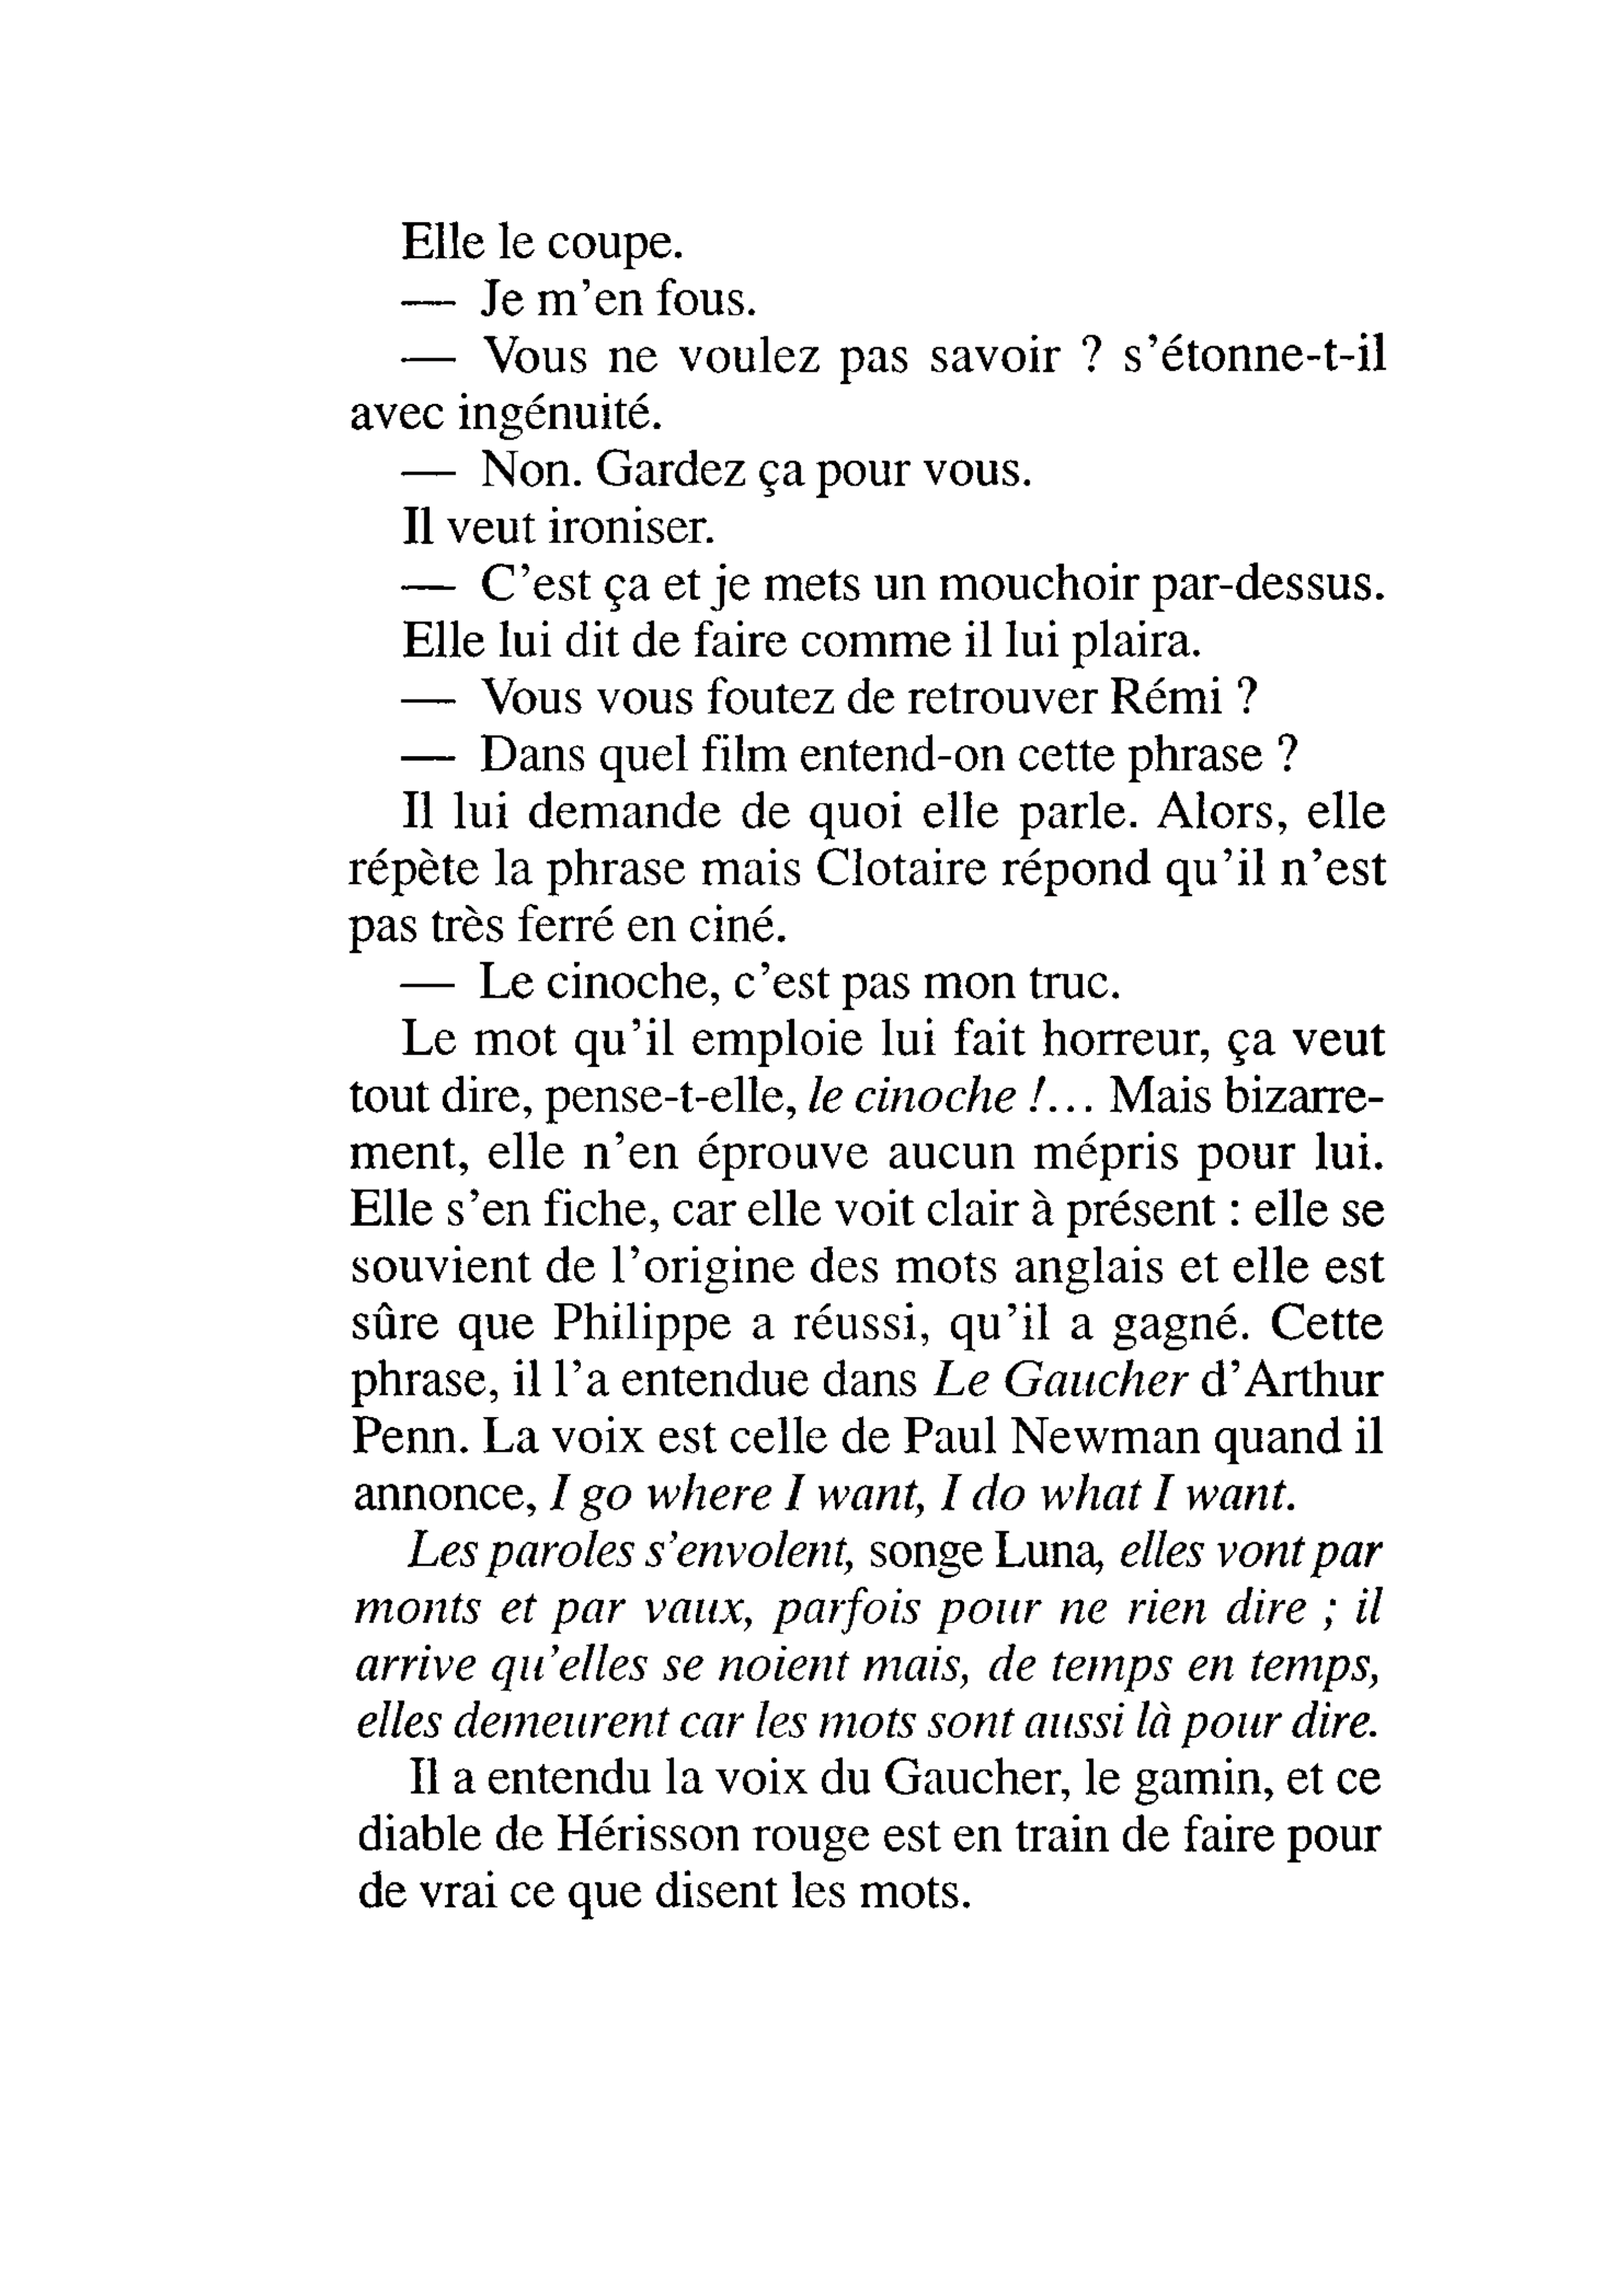 Elle le coupe.
— Je m'en fous.
— Vous ne voulez pas savoir ? s'étonne-t-il
avec ingénuité.
— Non. Gardez ça pour vous.
Il veut ironiser.
— C'est ça et je mets un mouchoir par-dessus.
Elle lui dit de faire comme il lui plaira.
— Vous vous foutez de retrouver Rémi ?
— Dans quel film entend-on cette phrase ?
Il lui demande de quoi elle parle. Alors, elle
répète la phrase mais Clotaire répond qu'il n'est
pas très ferré en ciné.
— Le cinoche, c'est pas mon truc.
Le mot qu'il emploie lui fait horreur, ça veut
tout dire, pense-t-elle, le cinoche !... Mais bizarre-
ment, elle n'en éprouve aucun mépris pour lui.
Elle s'en fiche, car elle voit clair à présent : elle se
souvient de l'origine des mots anglais et elle est
sûre que Philippe a réussi, qu'il a gagné. Cette
phrase, il l'a entendue dans Le Gaucher d'Arthur
Penn. La voix est celle de Paul Newman quand il
annonce, I go where I want, I do what I want.
Les paroles s'envolent, songe Luna, elles vont par
monts et par vaux, parfois pour ne rien dire ; il
arrive qu'elles se noient mais, de temps en temps,
elles demeurent car les mots sont aussi là pour dire.
Il a entendu la voix du Gaucher, le gamin, et ce
diable de Hérisson rouge est en train de faire pour
de vrai ce que disent les mots.